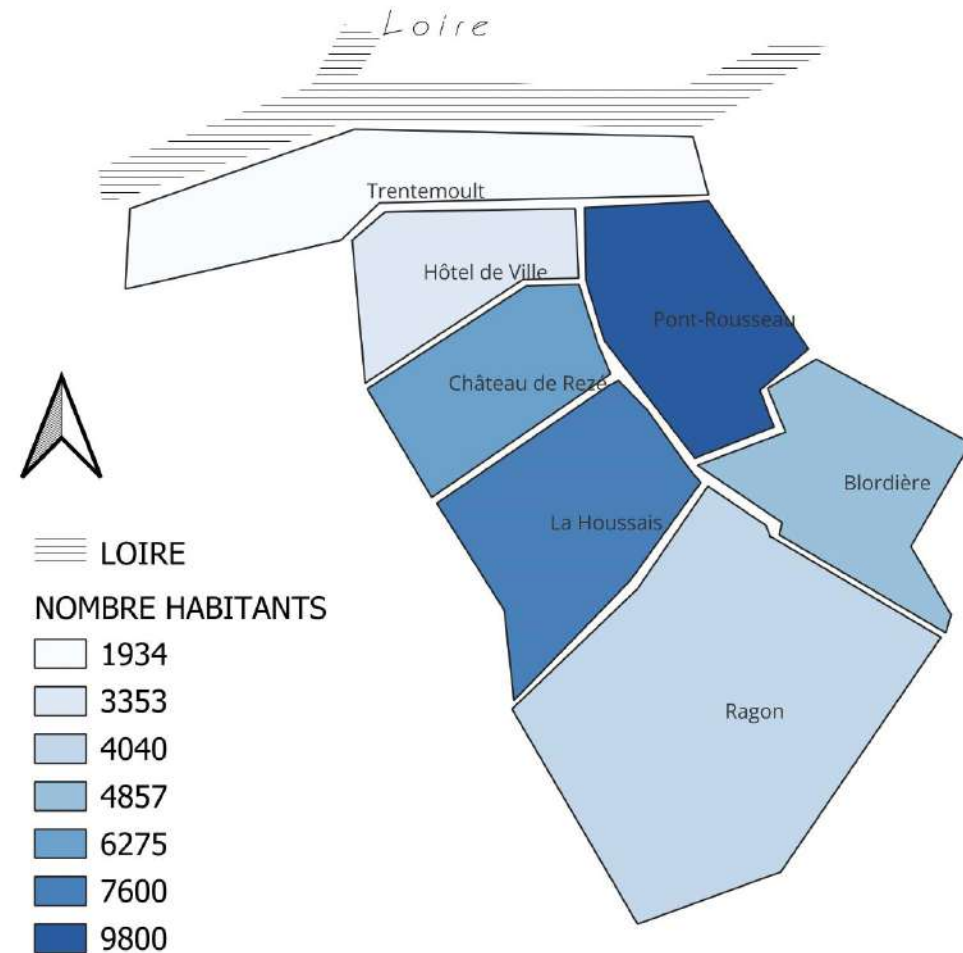 Loire
Trentemoult
Hôtel de Ville
Pont-Rousseau
Château de Rezé
Blordière
La Houssais
Ragon
LOIRE
NOMBRE HABITANTS
1934
3353
4040
4857
6275
7600
9800